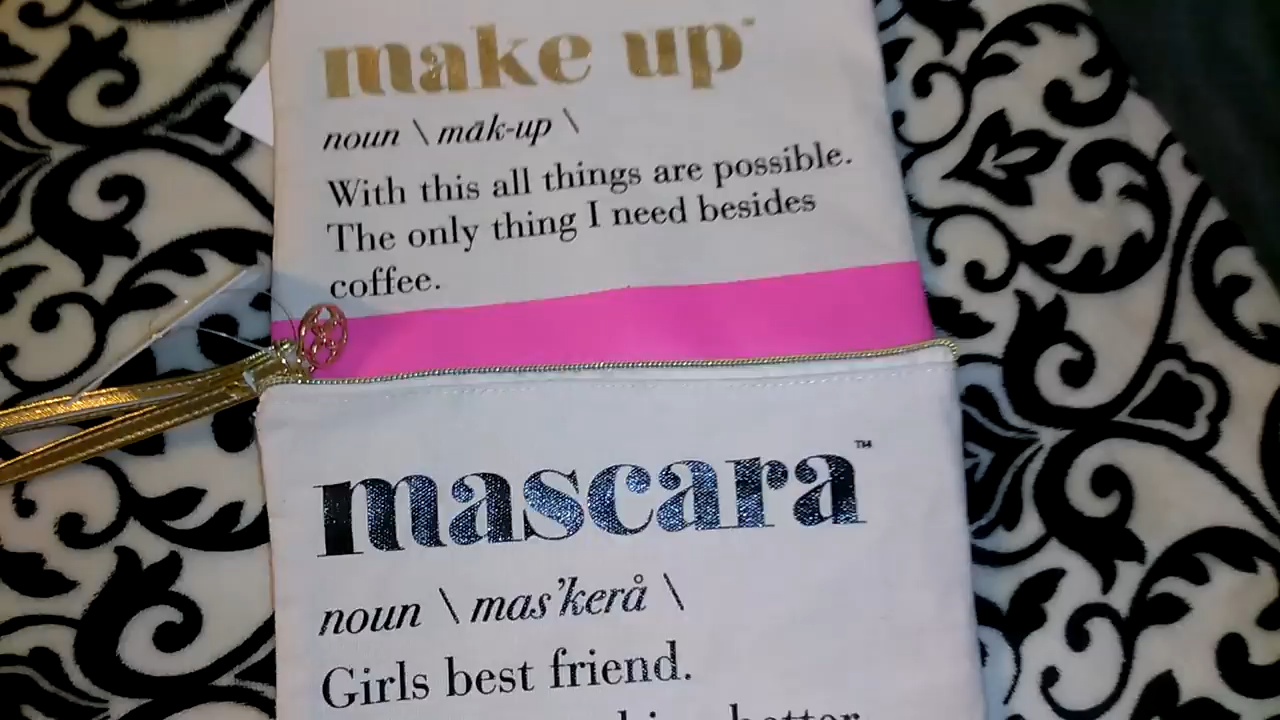 make up™
noun \ māk-up \
With this all things are possible.
The only thing I need besides
coffee.
mascara™
noun \ mas'kerå \
Girls best friend.
better